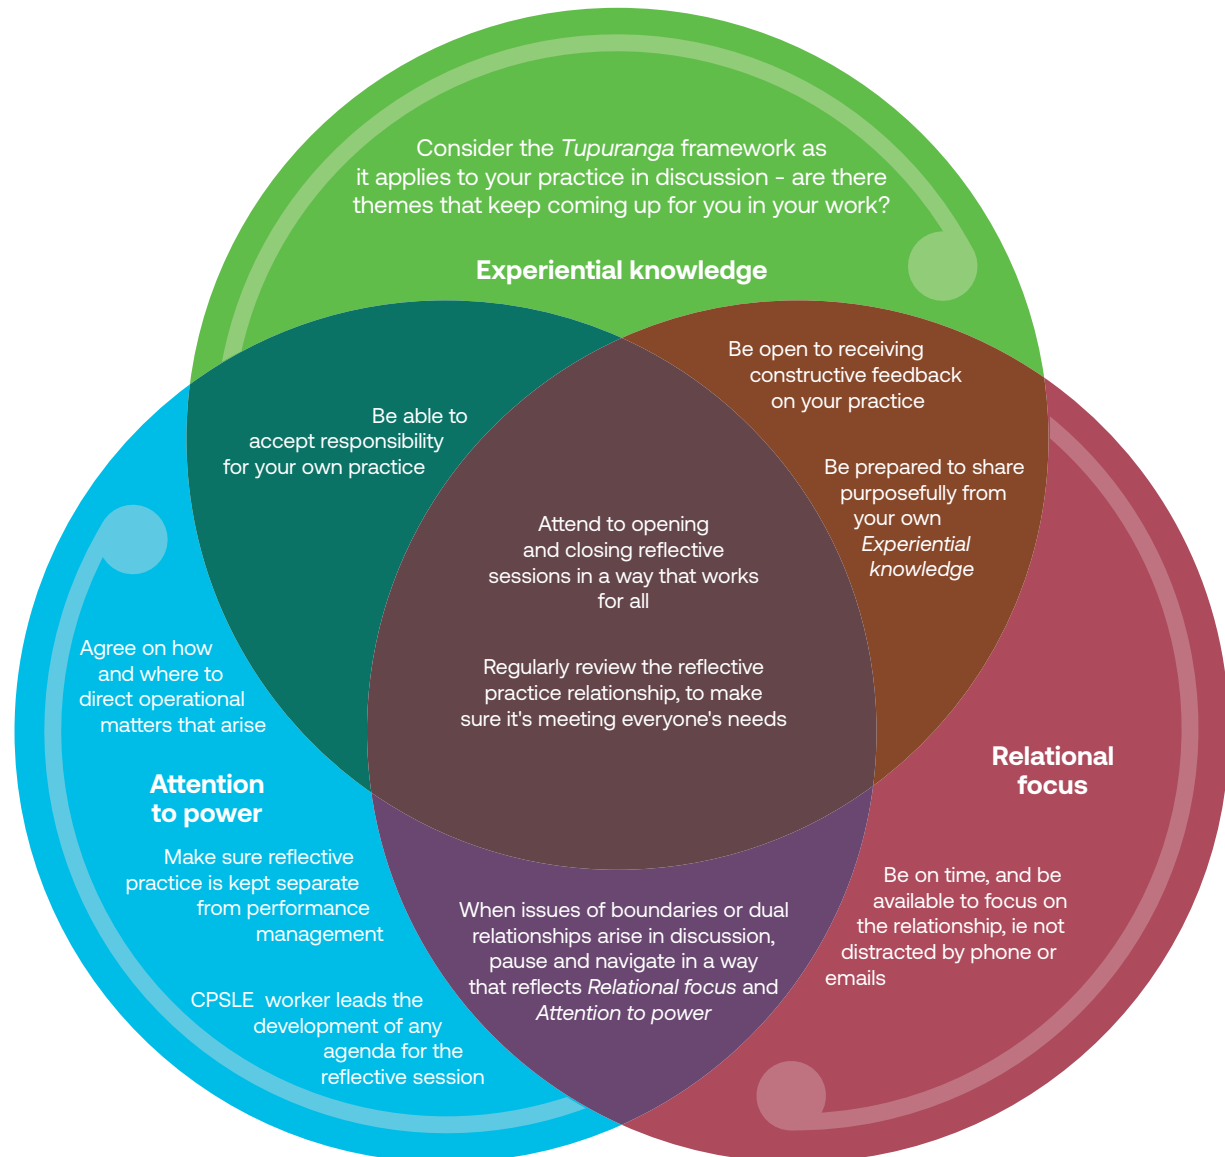 Consider the Tupuranga framework as
it applies to your practice in discussion - are there
themes that keep coming up for you in your work?
Experiential knowledge
Be open to receiving
constructive feedback
on your practice
Be able to
accept responsibility
for your own practice
Be prepared to share
purposefully from
your own
Experiential
knowledge
Attend to opening
and closing reflective
sessions in a way that works
for all
Regularly review the reflective
practice relationship, to make
sure it's meeting everyone's needs
Agree on how
and where to
direct operational
matters that arise
Attention
to power
Make sure reflective
practice is kept separate
from performance
management
CPSLE worker leads the
development of any
agenda for the
reflective session
When issues of boundaries or dual
relationships arise in discussion,
pause and navigate in a way
that reflects Relational focus and
Attention to power
Relational
focus
Be on time, and be
available to focus on
the relationship, ie not
distracted by phone or
emails